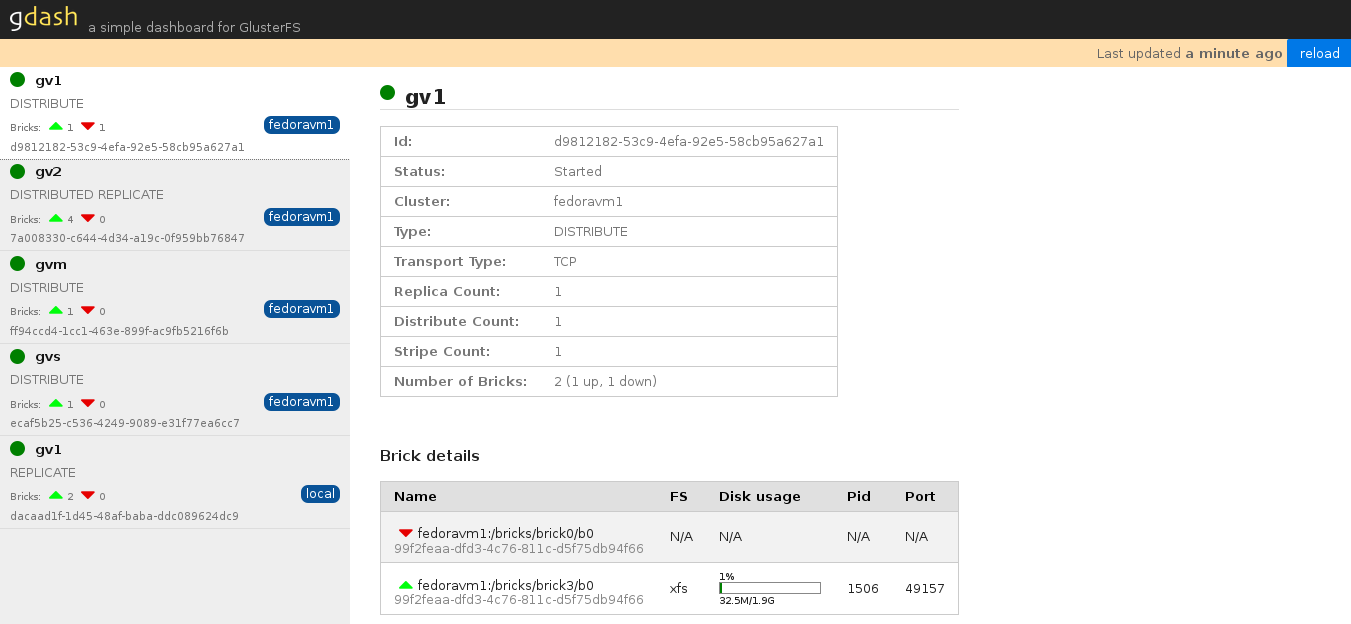 gdash a simple dashboard for GlusterFS
Last updated a minute ago reload
gv1
DISTRIBUTE
Bricks: 1 1 fedoravm1
d9812182-53c9-4efa-92e5-58cb95a627a1
gv2
DISTRIBUTED REPLICATE
Bricks: 4 0 fedoravm1
7a008330-c644-4d34-a19c-0f959bb76847
gvm
DISTRIBUTE
Bricks: 1 0 fedoravm1
ff94ccd4-1cc1-463e-899f-ac9fb5216f6b
gvs
DISTRIBUTE
Bricks: 1 0 fedoravm1
ecaf5b25-c536-4249-9089-e31f77ea6cc7
gv1
REPLICATE
Bricks: 2 0 local
dacaad1f-1d45-48af-baba-ddc089624dc9
gv1
Id: d9812182-53c9-4efa-92e5-58cb95a627a1
Status: Started
Cluster: fedoravm1
Type: DISTRIBUTE
Transport Type: TCP
Replica Count: 1
Distribute Count: 1
Stripe Count: 1
Number of Bricks: 2 (1 up, 1 down)
Brick details
Name FS Disk usage Pid Port
fedoravm1:/bricks/brick0/b0 N/A N/A N/A N/A
99f2feaa-dfd3-4c76-811c-d5f75db94f66
1%
fedoravm1:/bricks/brick3/b0 xfs 1506 49157
99f2feaa-dfd3-4c76-811c-d5f75db94f66 32.5M/1.9G